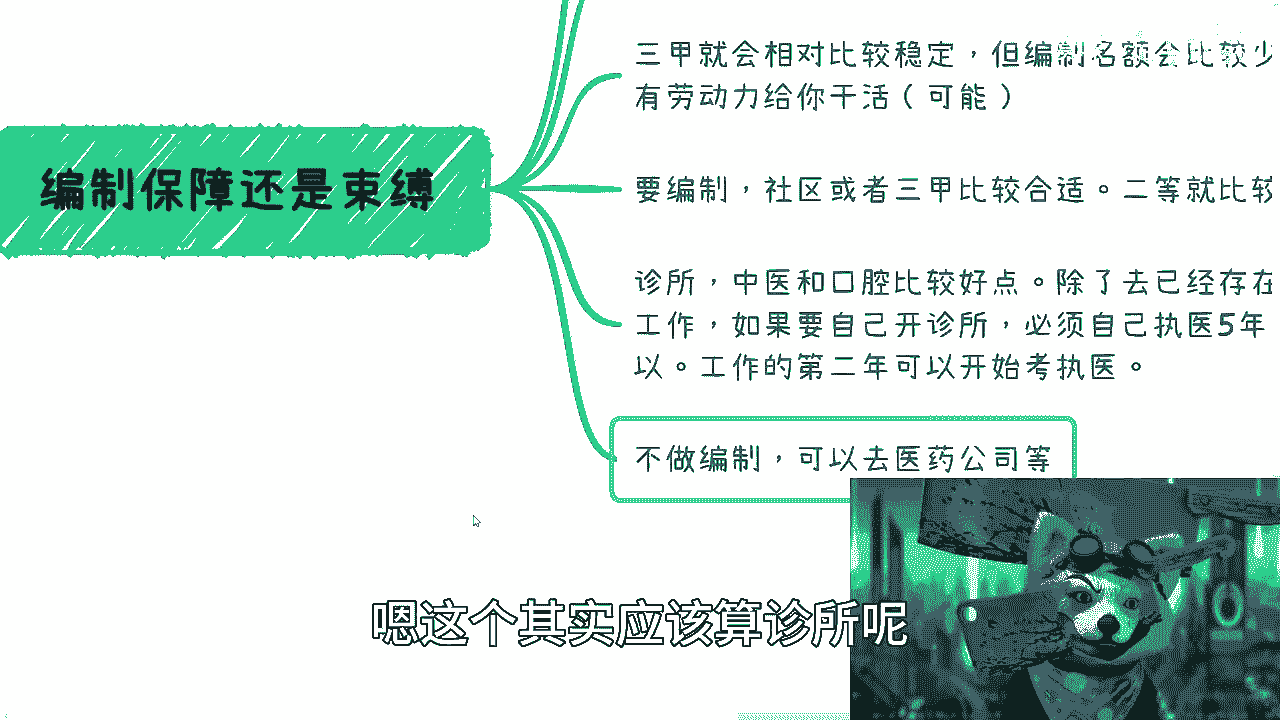 三甲就会相对比较稳定，但编制名额会比较少
有劳动力给你干活（可能）
编制保障还是束缚
要编制，社区或者三甲比较合适。二等就比较
诊所，中医和口腔比较好点。除了去已经存在
工作，如果要自己开诊所，必须自己执医5年
以。工作的第二年可以开始考执医。
不做编制，可以去医药公司等
嗯这个其实应该算诊所呢